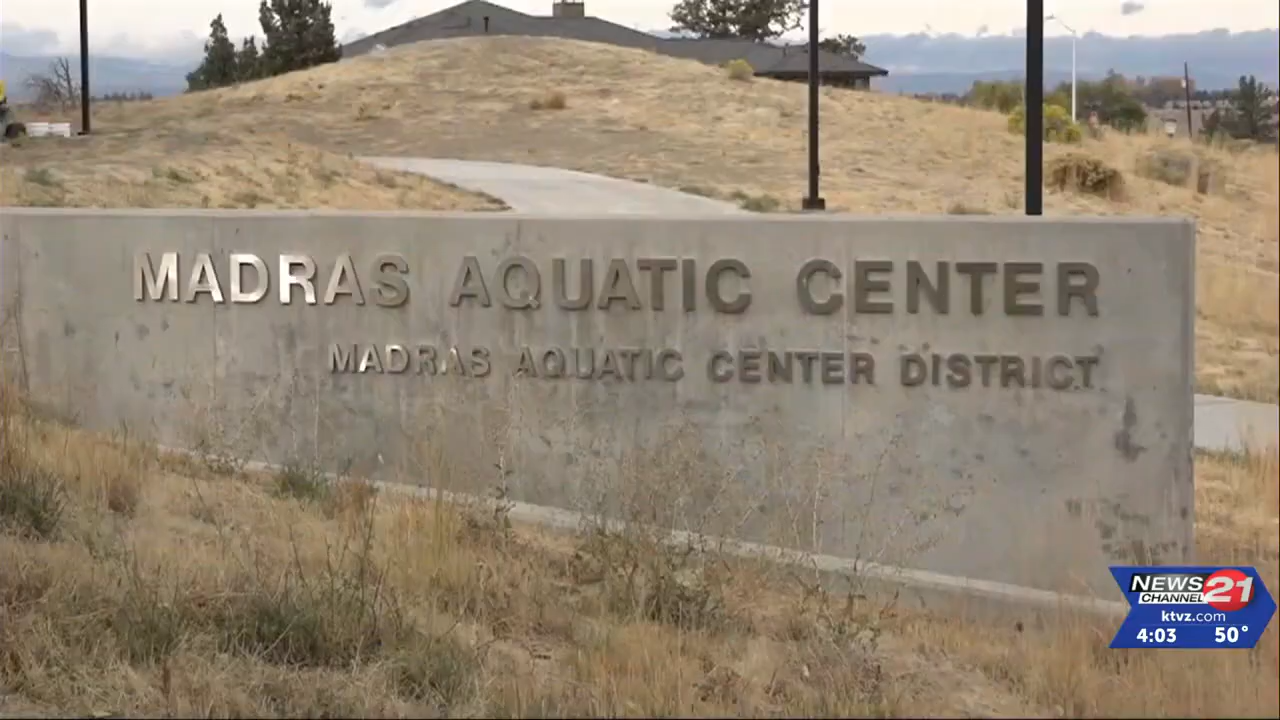 MADRAS AQUATIC CENTER
MADRAS AQUATIC CENTER DISTRICT
NEWS 21
CHANNEL
ktvz.com
4:03 50°